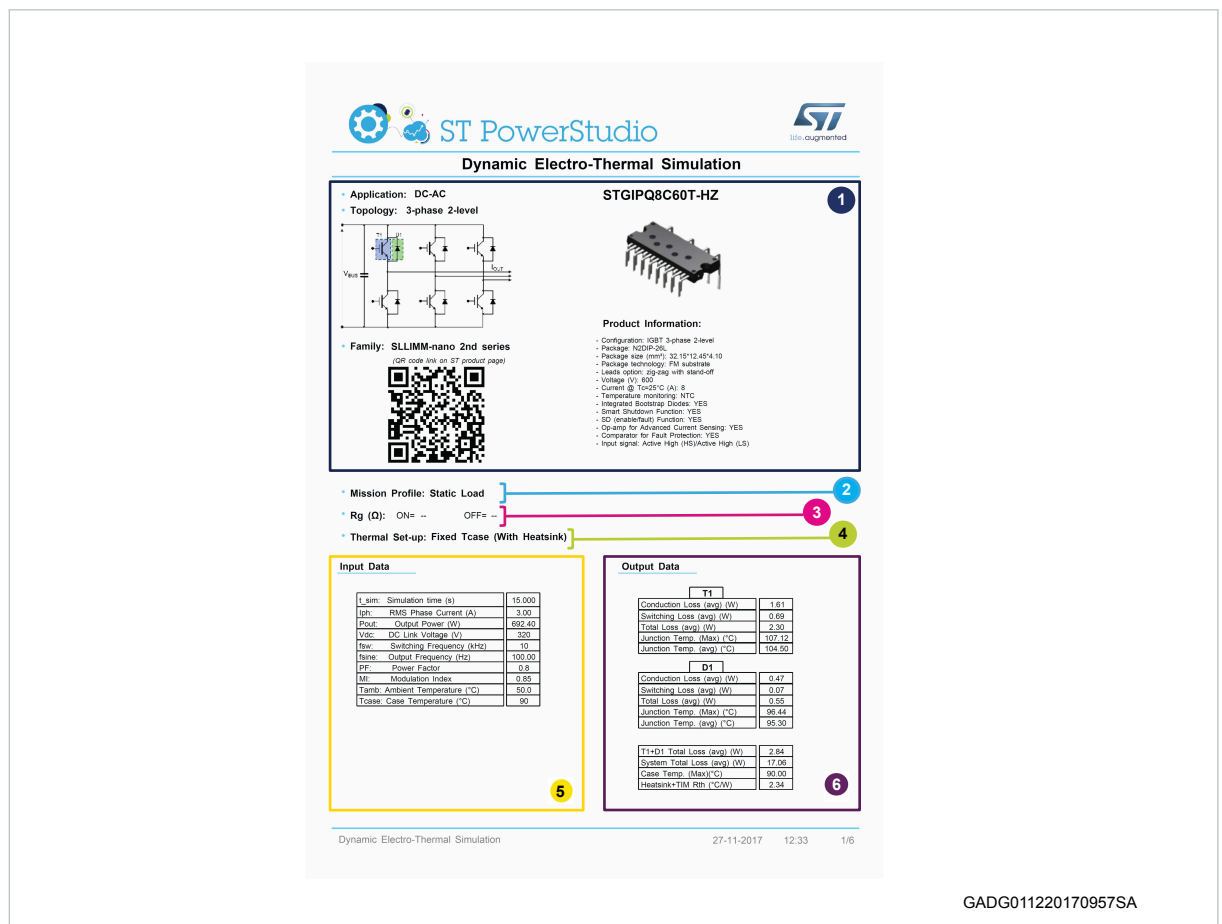 ST PowerStudio
life.augmented
Dynamic Electro-Thermal Simulation
1
Application: DC-AC
Topology: 3-phase 2-level
T1 D1
VBUS
IOUT
Family: SLLIMM-nano 2nd series
(QR code link on ST product page)
STGIPQ8C60T-HZ
Product Information:
- Configuration: IGBT 3-phase 2-level
- Package: N2DIP-26L
- Package size (mm²): 32.15*12.45*4.10
- Package technology: FM substrate
- Leads option: zig-zag with stand-off
- Voltage (V): 600
- Current @ Tc=25°C (A): 8
- Temperature monitoring: NTC
- Integrated Bootstrap Diodes: YES
- Smart Shutdown Function: YES
- SD (enable/fault) Function: YES
- Op-amp for Advanced Current Sensing: YES
- Comparator for Fault Protection: YES
- Input signal: Active High (HS)/Active High (LS)
Mission Profile: Static Load
2
Rg (Ω): ON= -- OFF= --
3
Thermal Set-up: Fixed Tcase (With Heatsink)
4
Input Data
t_sim: Simulation time (s) 15.000
Iph: RMS Phase Current (A) 3.00
Pout: Output Power (W) 692.40
Vdc: DC Link Voltage (V) 320
fsw: Switching Frequency (kHz) 10
fsine: Output Frequency (Hz) 100.00
PF: Power Factor 0.8
MI: Modulation Index 0.85
Tamb: Ambient Temperature (°C) 50.0
Tcase: Case Temperature (°C) 90
5
Output Data
T1
Conduction Loss (avg) (W) 1.61
Switching Loss (avg) (W) 0.69
Total Loss (avg) (W) 2.30
Junction Temp. (Max) (°C) 107.12
Junction Temp. (avg) (°C) 104.50
D1
Conduction Loss (avg) (W) 0.47
Switching Loss (avg) (W) 0.07
Total Loss (avg) (W) 0.55
Junction Temp. (Max) (°C) 96.44
Junction Temp. (avg) (°C) 95.30
T1+D1 Total Loss (avg) (W) 2.84
System Total Loss (avg) (W) 17.06
Case Temp. (Max)(°C) 90.00
Heatsink+TIM Rth (°C/W) 2.34
6
Dynamic Electro-Thermal Simulation 27-11-2017 12:33 1/6
GADG011220170957SA